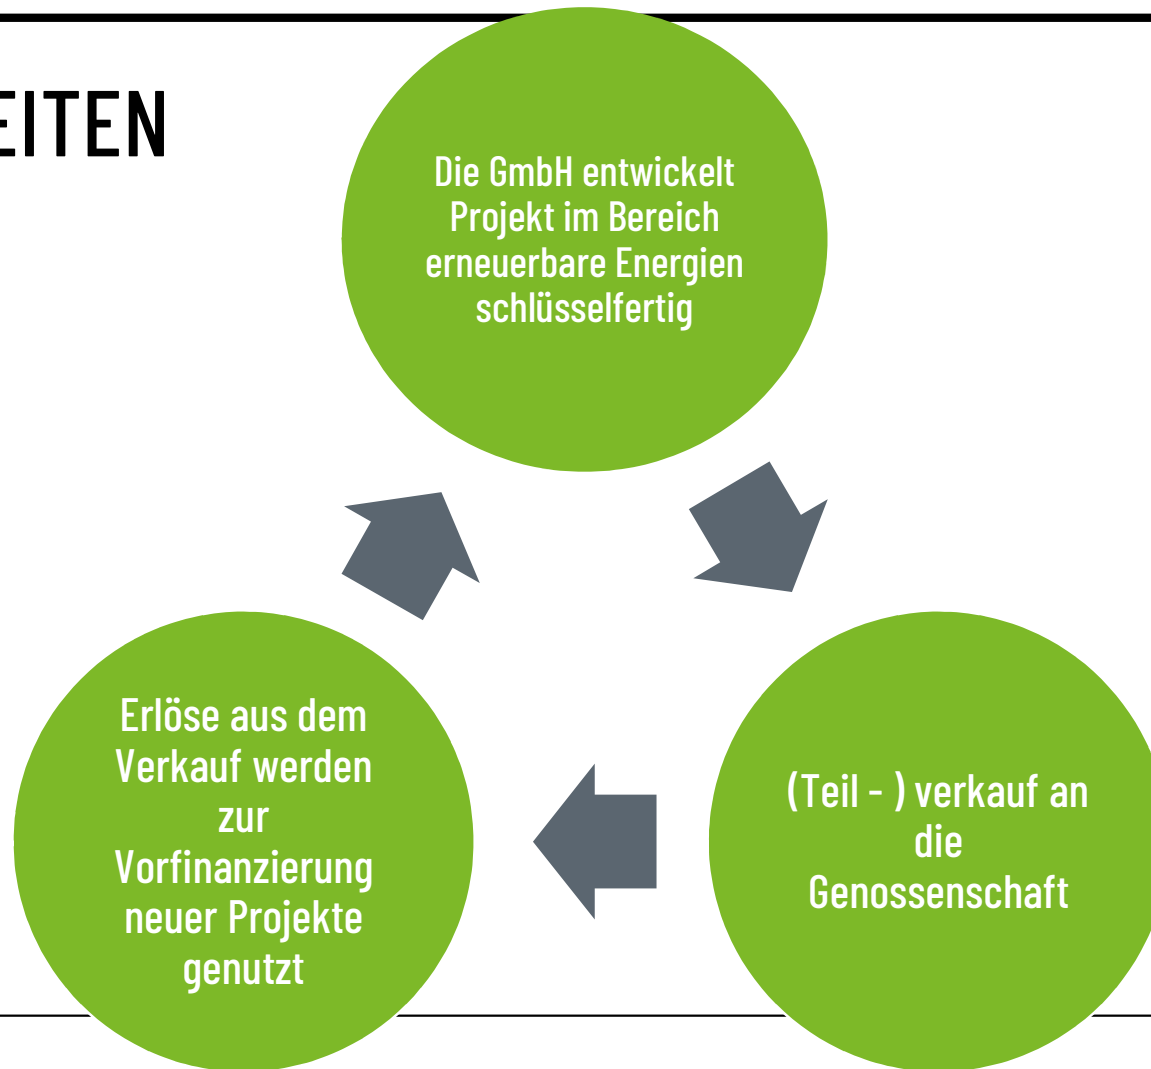 EITEN
Die GmbH entwickelt
Projekt im Bereich
erneuerbare Energien
schlüsselfertig
(Teil - ) verkauf an
die
Genossenschaft
Erlöse aus dem
Verkauf werden
zur
Vorfinanzierung
neuer Projekte
genutzt